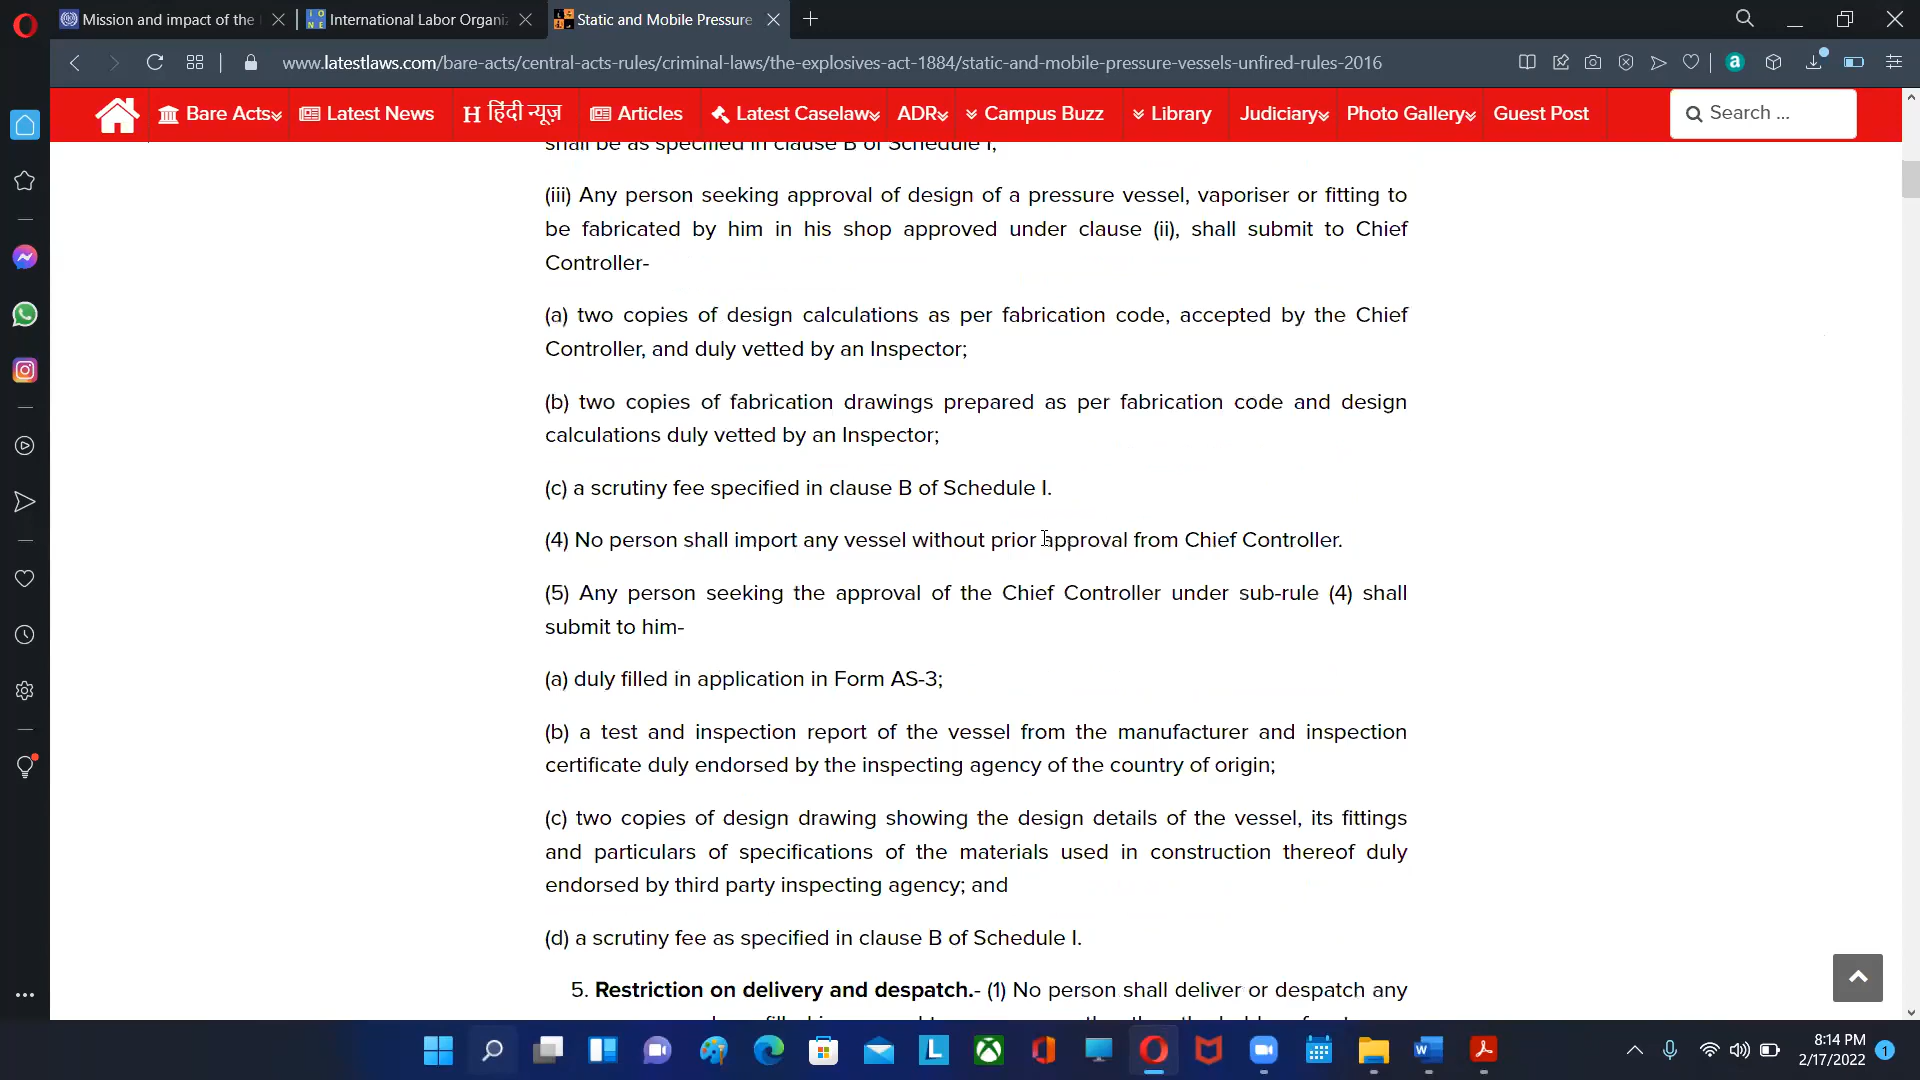 Mission and impact of the
International Labor Organiz
Static and Mobile Pressure
www.latestlaws.com/bare-acts/central-acts-rules/criminal-laws/the-explosives-act-1884/static-and-mobile-pressure-vessels-unfired-rules-2016
Bare Acts Latest News H हिंदी न्यूज़ Articles Latest Caselaw ADR Campus Buzz Library Judiciary Photo Gallery Guest Post Search ...
shall be as specified in clause B of Schedule I;
(iii) Any person seeking approval of design of a pressure vessel, vaporiser or fitting to
be fabricated by him in his shop approved under clause (ii), shall submit to Chief
Controller-
(a) two copies of design calculations as per fabrication code, accepted by the Chief
Controller, and duly vetted by an Inspector;
(b) two copies of fabrication drawings prepared as per fabrication code and design
calculations duly vetted by an Inspector;
(c) a scrutiny fee specified in clause B of Schedule I.
(4) No person shall import any vessel without prior approval from Chief Controller.
(5) Any person seeking the approval of the Chief Controller under sub-rule (4) shall
submit to him-
(a) duly filled in application in Form AS-3;
(b) a test and inspection report of the vessel from the manufacturer and inspection
certificate duly endorsed by the inspecting agency of the country of origin;
(c) two copies of design drawing showing the design details of the vessel, its fittings
and particulars of specifications of the materials used in construction thereof duly
endorsed by third party inspecting agency; and
(d) a scrutiny fee as specified in clause B of Schedule I.
5. Restriction on delivery and despatch.- (1) No person shall deliver or despatch any
8:14 PM
2/17/2022
1